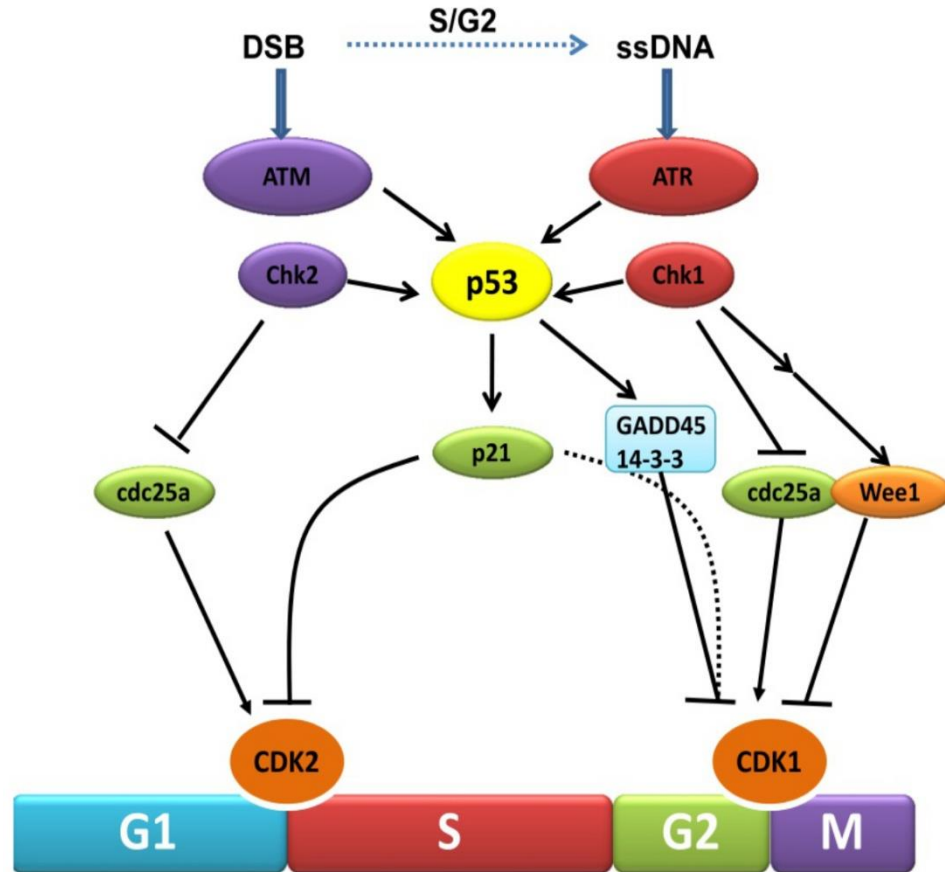 S/G2
DSB
ssDNA
ATM
ATR
Chk2
p53
Chk1
GADD45
14-3-3
p21
cdc25a
cdc25a
Wee1
CDK2
CDK1
G1
S
G2
M